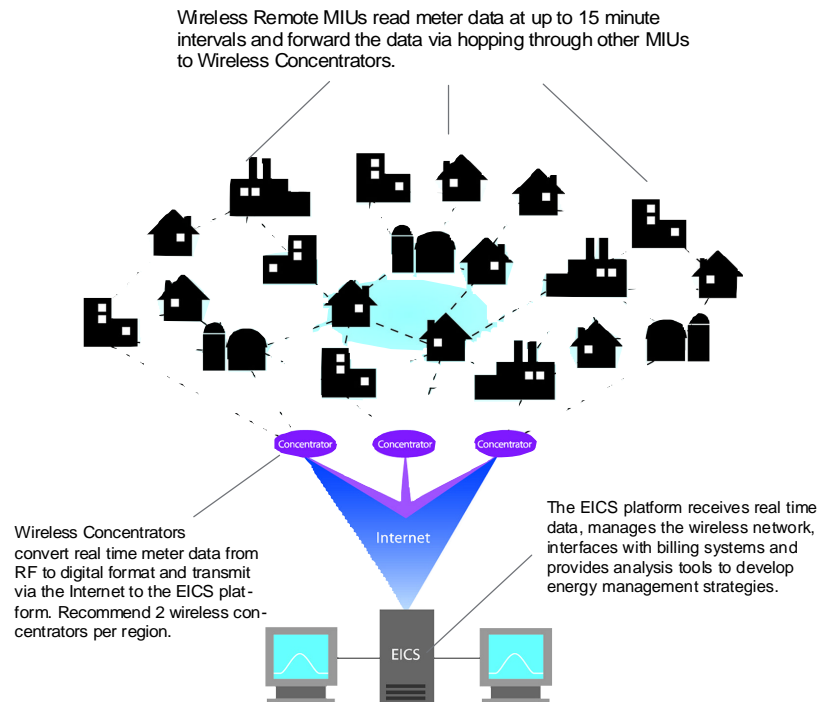 Wireless Remote MIUs read meter data at up to 15 minute
intervals and forward the data via hopping through other MIUs
to Wireless Concentrators.
Concentrator
Concentrator
Concentrator
Internet
Wireless Concentrators
convert real time meter data from
RF to digital format and transmit
via the Internet to the EICS plat-
form. Recommend 2 wireless con-
centrators per region.
The EICS platform receives real time
data, manages the wireless network,
interfaces with billing systems and
provides analysis tools to develop
energy management strategies.
EICS